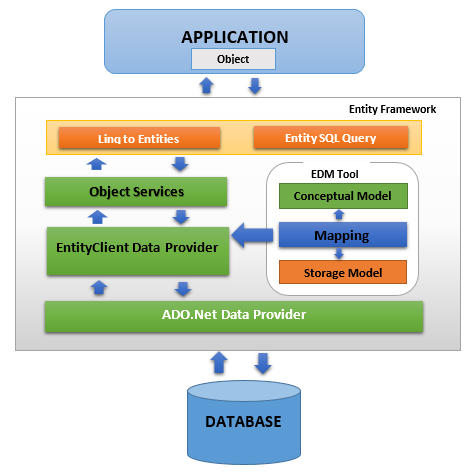 APPLICATION
Object
Entity Framework
Linq to Entities
Entity SQL Query
EDM Tool
Object Services
Conceptual Model
EntityClient Data Provider
Mapping
Storage Model
ADO.Net Data Provider
DATABASE